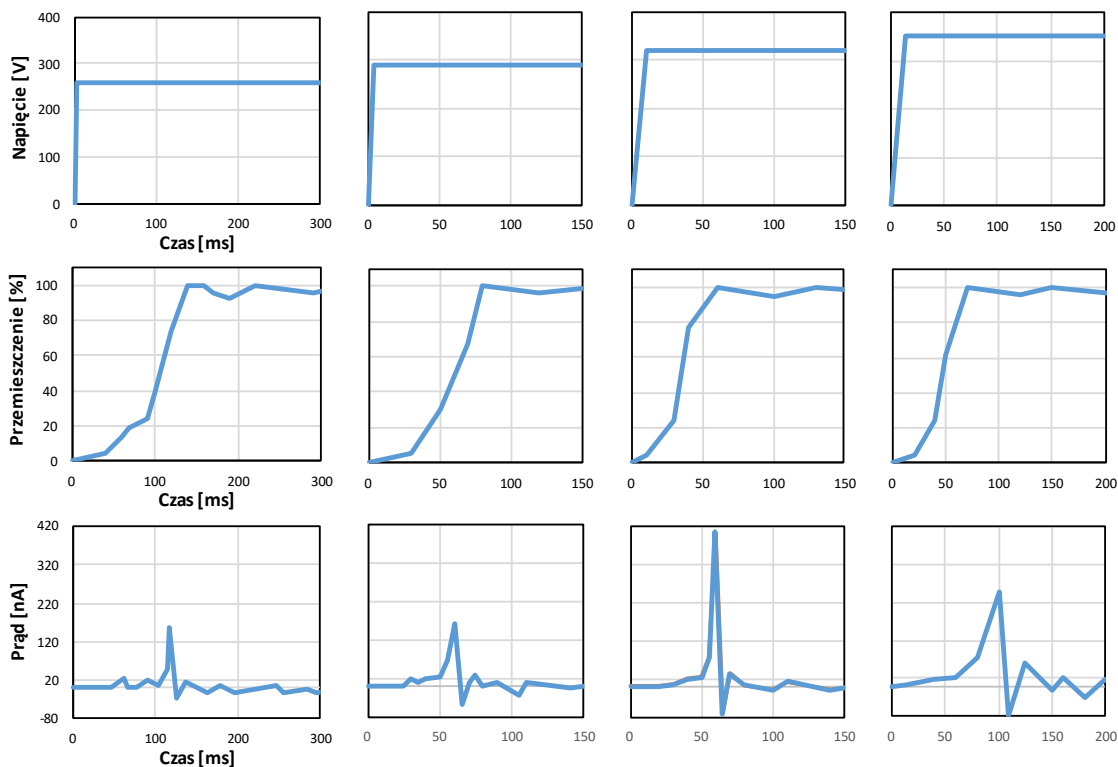 Napięcie [V]
400
300
200
100
0
0 100 200 300
Czas [ms]
0 50 100 150
0 50 100 150
0 50 100 150 200
Przemieszczenie [%]
100
80
60
40
20
0
0 100 200 300
Czas [ms]
0 50 100 150
0 50 100 150
0 50 100 150 200
Prąd [nA]
420
320
220
120
20
-80
0 100 200 300
Czas [ms]
0 50 100 150
0 50 100 150
0 50 100 150 200